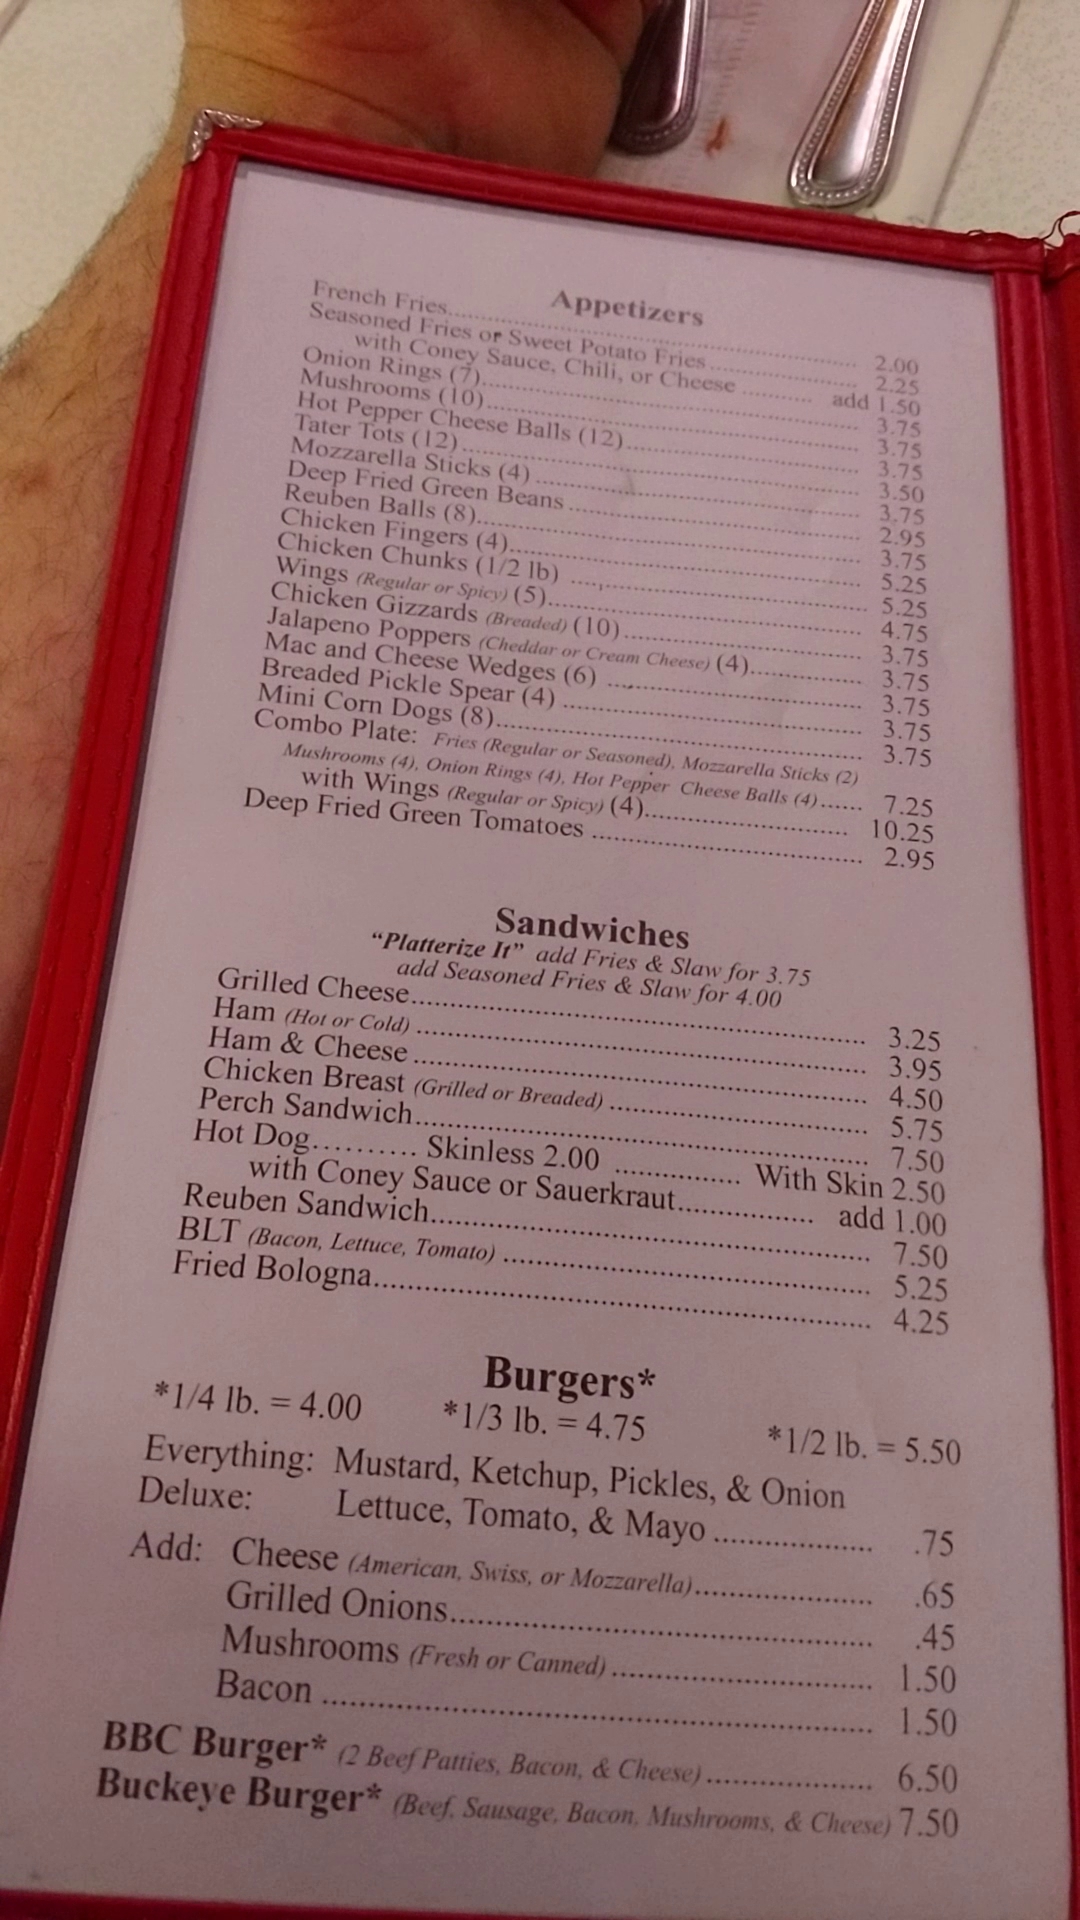 Appetizers
French Fries.......... 2.00
Seasoned Fries or Sweet Potato Fries.......... 2.25
with Coney Sauce, Chili, or Cheese .......... add 1.50
Onion Rings (7).......... 3.75
Mushrooms (10).......... 3.75
Hot Pepper Cheese Balls (12).......... 3.75
Tater Tots (12).......... 3.50
Mozzarella Sticks (4) .......... 3.75
Deep Fried Green Beans .......... 2.95
Reuben Balls (8).......... 3.75
Chicken Fingers (4).......... 5.25
Chicken Chunks (1/2 lb) .......... 5.25
Wings (Regular or Spicy) (5).......... 4.75
Chicken Gizzards (Breaded) (10).......... 3.75
Jalapeno Poppers (Cheddar or Cream Cheese) (4).......... 3.75
Mac and Cheese Wedges (6) .......... 3.75
Breaded Pickle Spear (4) .......... 3.75
Mini Corn Dogs (8).......... 3.75
Combo Plate: Fries (Regular or Seasoned), Mozzarella Sticks (2)
Mushrooms (4), Onion Rings (4), Hot Pepper Cheese Balls (4)...... 7.25
with Wings (Regular or Spicy) (4).......... 10.25
Deep Fried Green Tomatoes .......... 2.95
Sandwiches
“Platterize It” add Fries & Slaw for 3.75
add Seasoned Fries & Slaw for 4.00
Grilled Cheese.......... 3.25
Ham (Hot or Cold) .......... 3.95
Ham & Cheese .......... 4.50
Chicken Breast (Grilled or Breaded) .......... 5.75
Perch Sandwich.......... 7.50
Hot Dog.......... Skinless 2.00 .......... With Skin 2.50
with Coney Sauce or Sauerkraut.......... add 1.00
Reuben Sandwich.......... 7.50
BLT (Bacon, Lettuce, Tomato) .......... 5.25
Fried Bologna.......... 4.25
Burgers*
*1/4 lb. = 4.00 *1/3 lb. = 4.75 *1/2 lb. = 5.50
Everything: Mustard, Ketchup, Pickles, & Onion
Deluxe: Lettuce, Tomato, & Mayo .......... .75
Add: Cheese (American, Swiss, or Mozzarella).......... .65
Grilled Onions.......... .45
Mushrooms (Fresh or Canned) .......... 1.50
Bacon .......... 1.50
BBC Burger* (2 Beef Patties, Bacon, & Cheese).......... 6.50
Buckeye Burger* (Beef, Sausage, Bacon, Mushrooms, & Cheese) 7.50